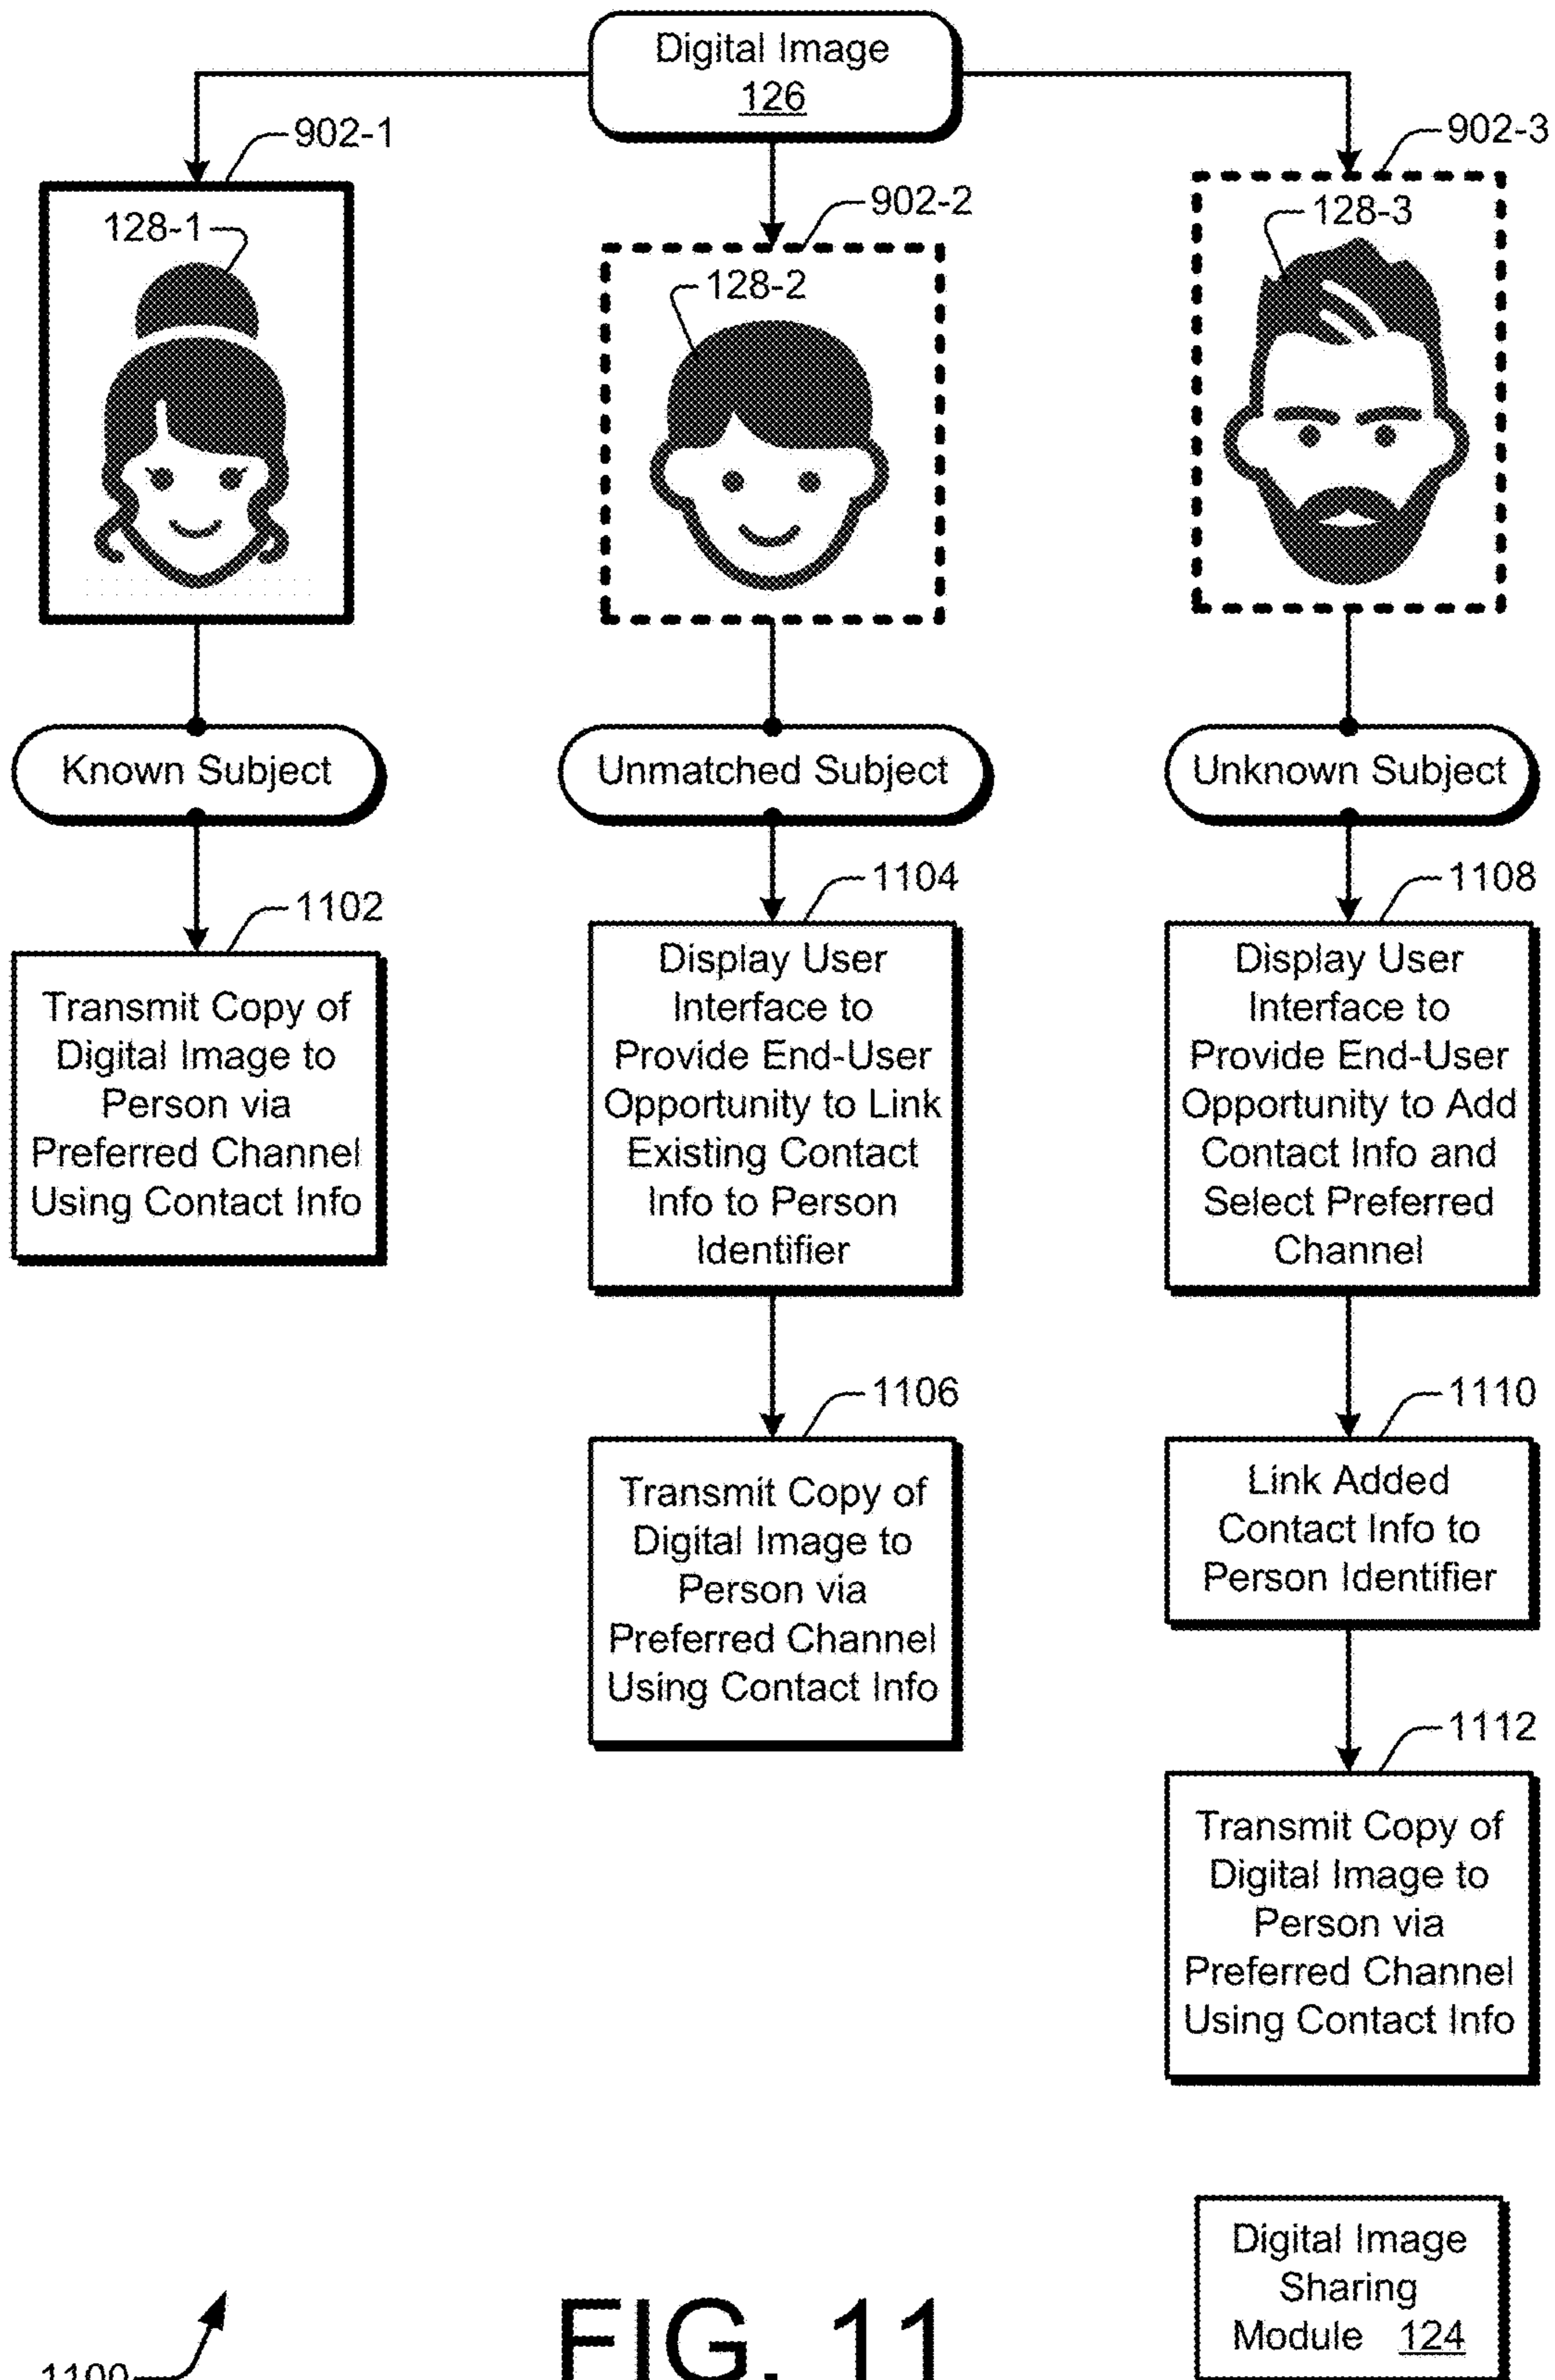 Digital Image
126
902-1
902-2
902-3
128-1
128-2
128-3
Known Subject
Unmatched Subject
Unknown Subject
1102
Transmit Copy of
Digital Image to
Person via
Preferred Channel
Using Contact Info
1104
Display User
Interface to
Provide End-User
Opportunity to Link
Existing Contact
Info to Person
Identifier
1106
Transmit Copy of
Digital Image to
Person via
Preferred Channel
Using Contact Info
1108
Display User
Interface to
Provide End-User
Opportunity to Add
Contact Info and
Select Preferred
Channel
1110
Link Added
Contact Info to
Person Identifier
1112
Transmit Copy of
Digital Image to
Person via
Preferred Channel
Using Contact Info
Digital Image
Sharing
Module 124
1100
FIG. 11